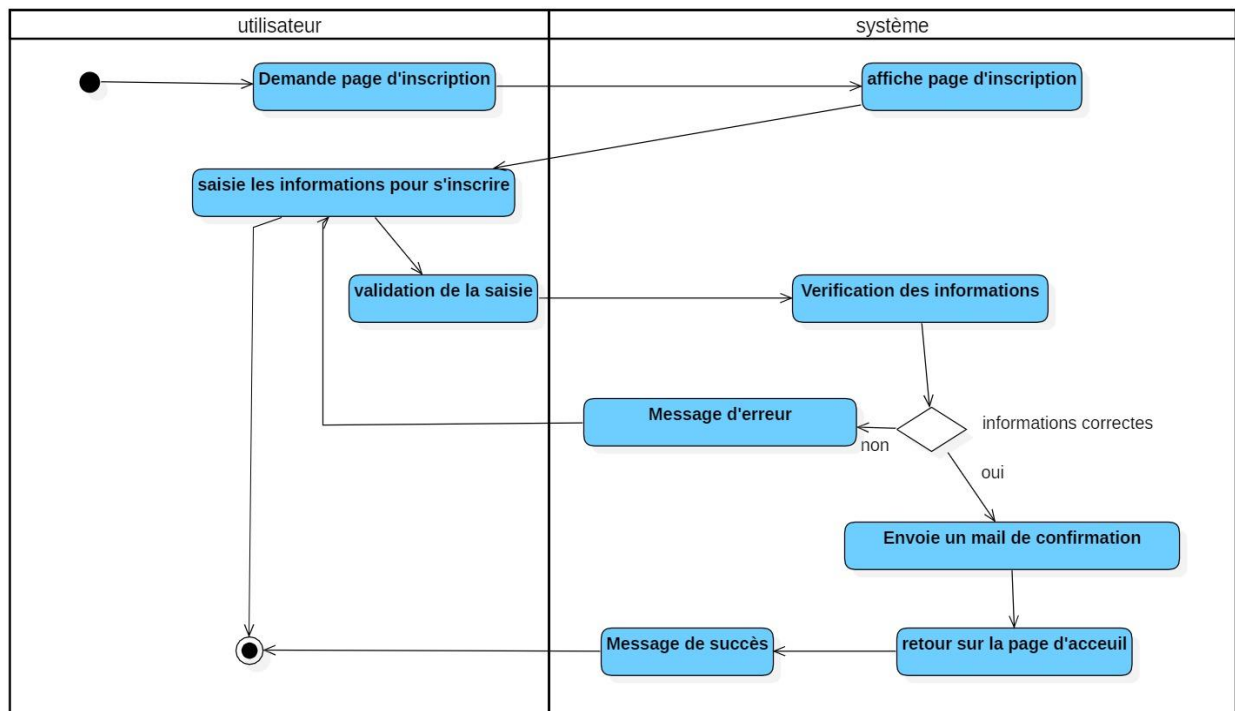 utilisateur
système
Demande page d'inscription
affiche page d'inscription
saisie les informations pour s'inscrire
validation de la saisie
Verification des informations
Message d'erreur
non
informations correctes
oui
Envoie un mail de confirmation
Message de succès
retour sur la page d'acceuil